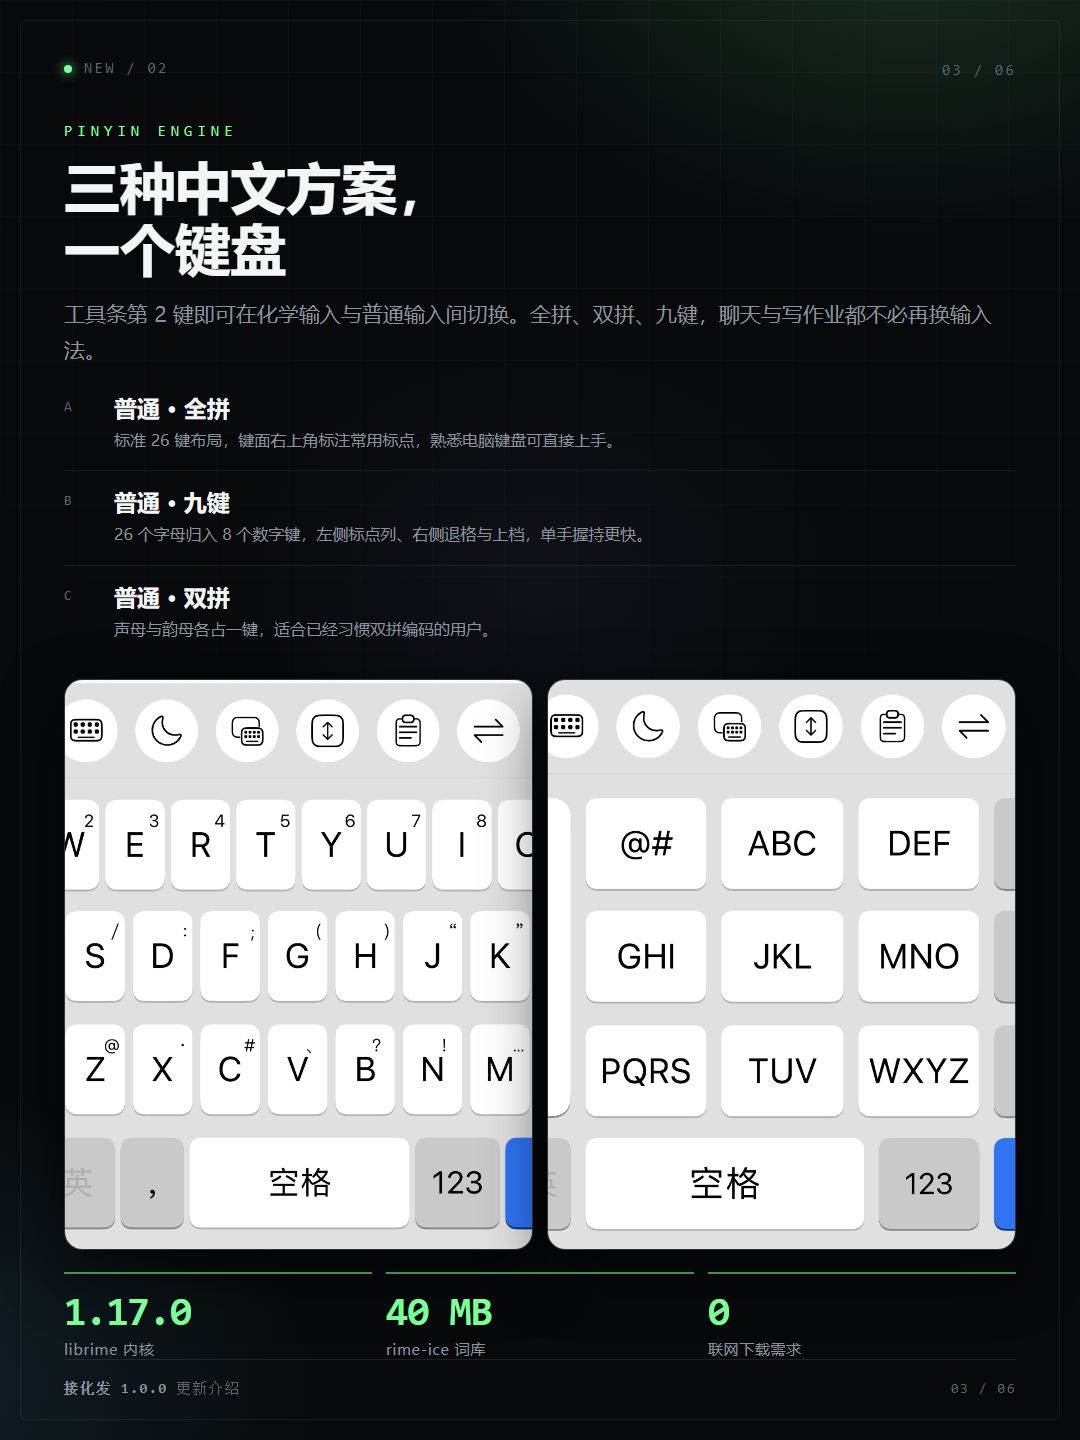 NEW / 02
03 / 06
PINYIN ENGINE
三种中文方案，
一个键盘
工具条第 2 键即可在化学输入与普通输入间切换。全拼、双拼、九键，聊天与写作业都不必再换输入
法。
A
普通 · 全拼
标准 26 键布局，键面右上角标注常用标点，熟悉电脑键盘可直接上手。
B
普通 · 九键
26 个字母归入 8 个数字键，左侧标点列、右侧退格与上档，单手握持更快。
C
普通 · 双拼
声母与韵母各占一键，适合已经习惯双拼编码的用户。
W 2 E 3 R 4 T 5 Y 6 U 7 I 8 O
S / D : F ; G ( H ) J “ K ”
Z @ X · C # V 、 B ? N ! M …
英 ， 空格 123
@# ABC DEF
GHI JKL MNO
PQRS TUV WXYZ
英 空格 123
1.17.0
librime 内核
40 MB
rime-ice 词库
0
联网下载需求
接化发 1.0.0 更新介绍
03 / 06